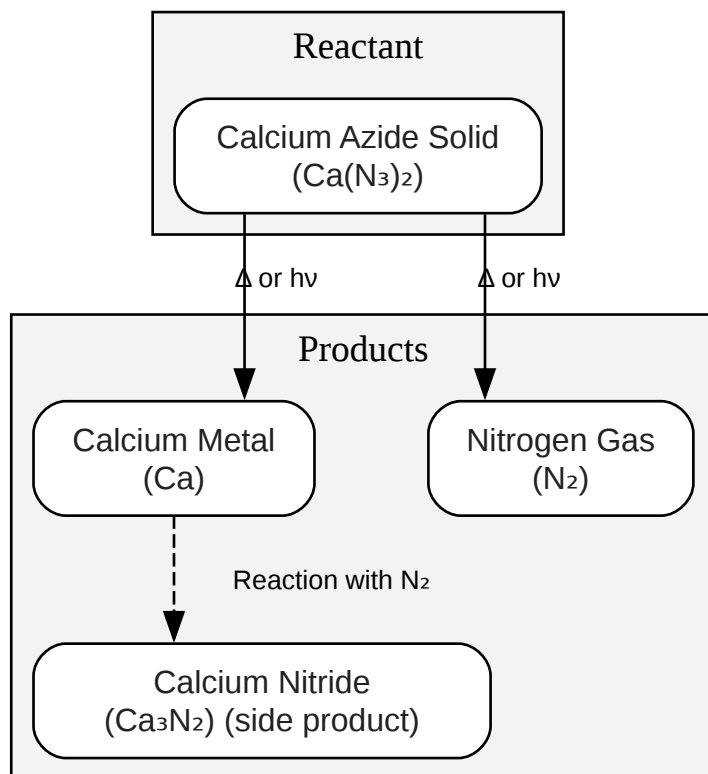 Reactant
Calcium Azide Solid
(Ca(N₃)₂)
Δ or hν
Δ or hν
Products
Calcium Metal
(Ca)
Nitrogen Gas
(N₂)
Reaction with N₂
Calcium Nitride
(Ca₃N₂) (side product)